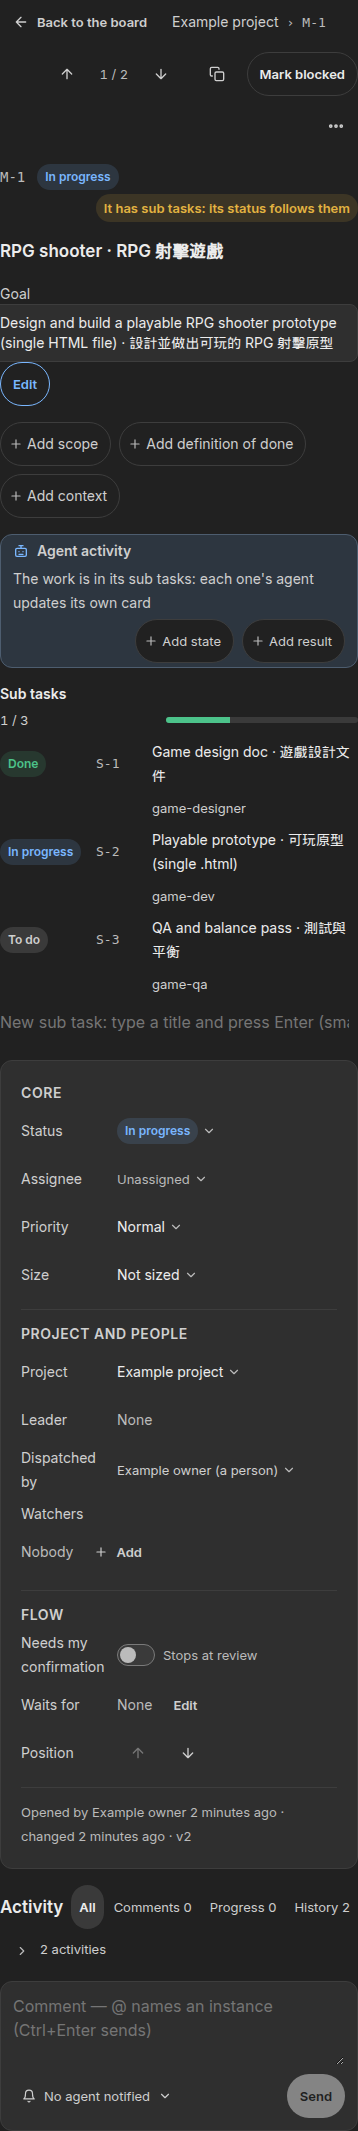 Back to the board Example project › M-1
1 / 2 Mark blocked
M-1 In progress
It has sub tasks: its status follows them
RPG shooter · RPG 射擊遊戲
Goal
Design and build a playable RPG shooter prototype
(single HTML file) · 設計並做出可玩的 RPG 射擊原型
Edit
+ Add scope + Add definition of done
+ Add context
Agent activity
The work is in its sub tasks: each one's agent
updates its own card
+ Add state + Add result
Sub tasks
1 / 3
Done S-1 Game design doc · 遊戲設計文
件
game-designer
In progress S-2 Playable prototype · 可玩原型
(single .html)
game-dev
To do S-3 QA and balance pass · 測試與
平衡
game-qa
New sub task: type a title and press Enter (sma
CORE
Status In progress
Assignee Unassigned
Priority Normal
Size Not sized
PROJECT AND PEOPLE
Project Example project
Leader None
Dispatched
by Example owner (a person)
Watchers
Nobody + Add
FLOW
Needs my
confirmation Stops at review
Waits for None Edit
Position
Opened by Example owner 2 minutes ago ·
changed 2 minutes ago · v2
Activity All Comments 0 Progress 0 History 2
2 activities
Comment — @ names an instance
(Ctrl+Enter sends)
No agent notified Send